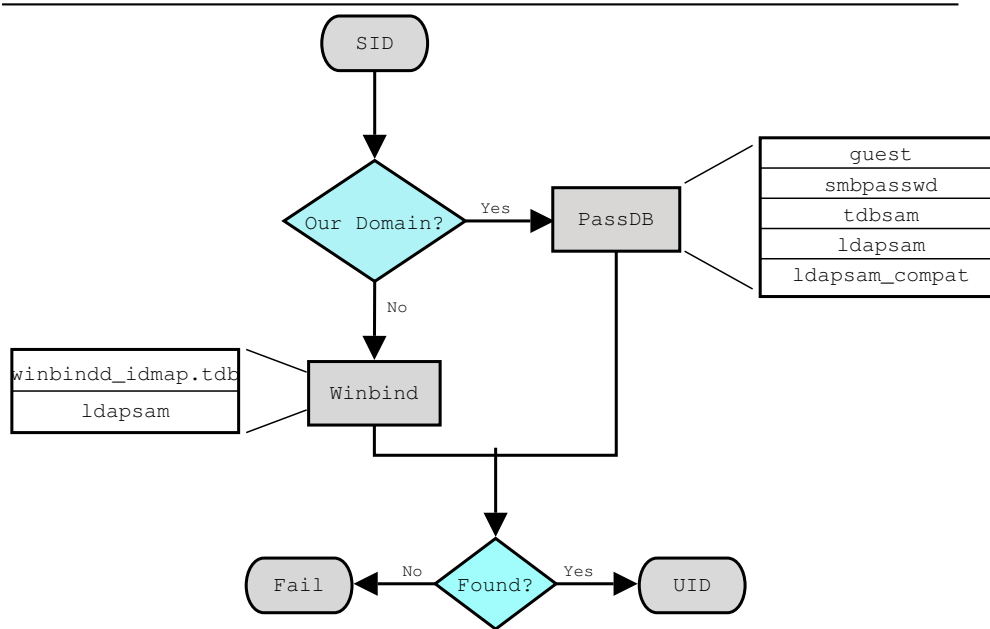 SID
Our Domain?
Yes
PassDB
guest
smbpasswd
tdbsam
ldapsam
ldapsam_compat
No
winbindd_idmap.tdb
ldapsam
Winbind
Fail
No
Found?
Yes
UID